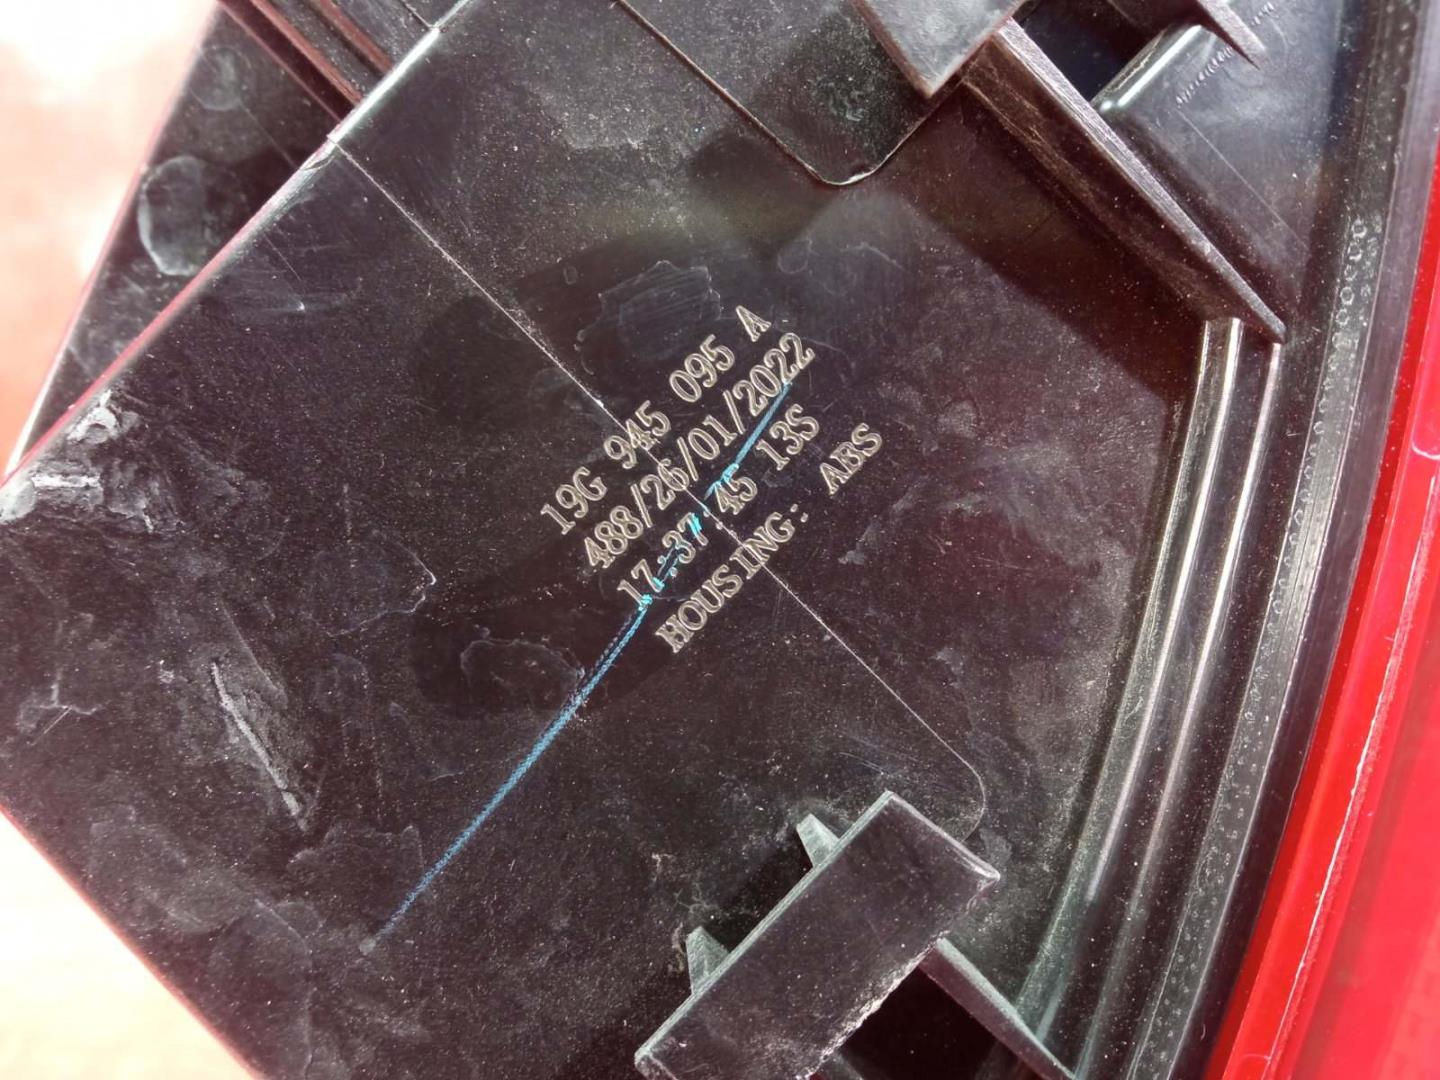 19G 945 095 A
488/26/01/2022
17:37 45 13S
HOUSING: ABS